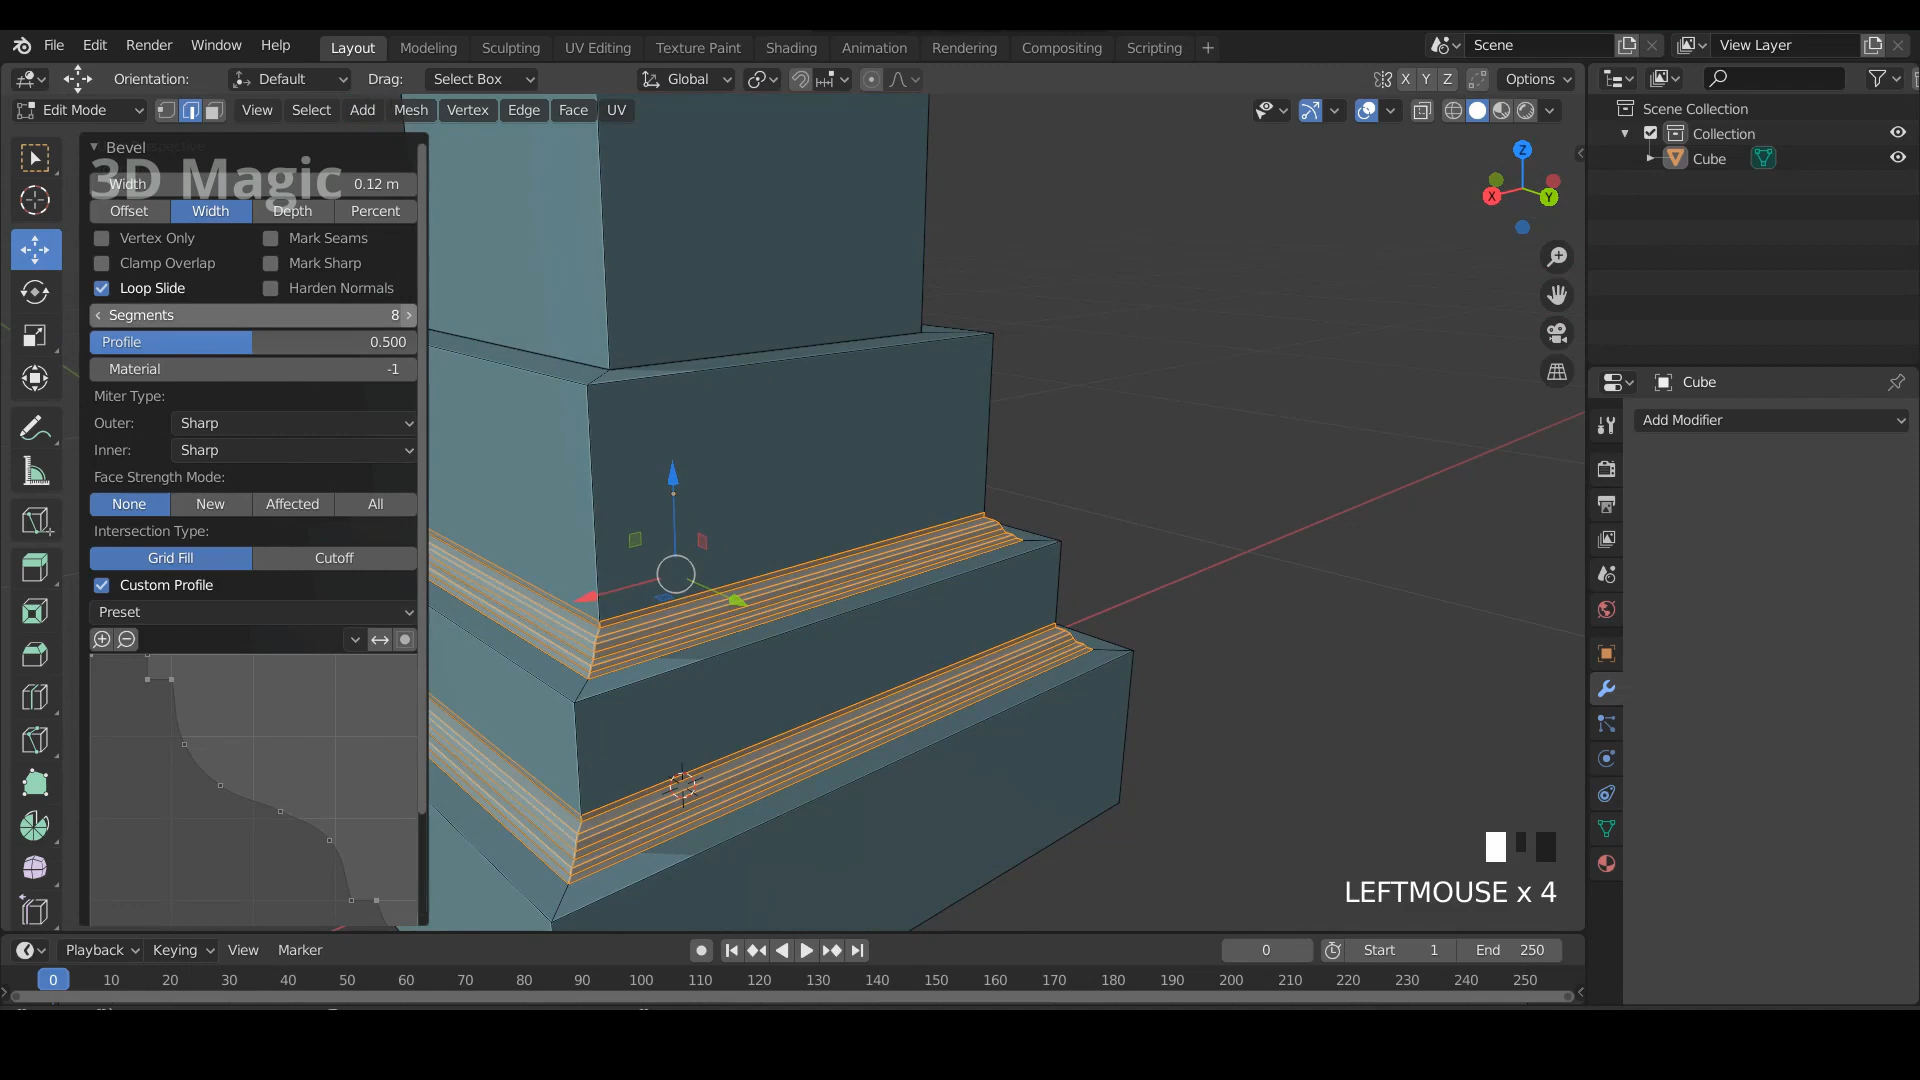 File Edit Render Window Help Layout Modeling Sculpting UV Editing Texture Paint Shading Animation Rendering Compositing Scripting + Scene View Layer
Orientation: Default Drag: Select Box Global X Y Z Options
Edit Mode View Select Add Mesh Vertex Edge Face UV
Scene Collection
Collection
Cube
Bevel
3D Magic
Width 0.12 m
Offset Width Depth Percent
Vertex Only Mark Seams
Clamp Overlap Mark Sharp
Loop Slide Harden Normals
Segments 8
Profile 0.500
Material -1
Miter Type:
Outer: Sharp
Inner: Sharp
Face Strength Mode:
None New Affected All
Intersection Type:
Grid Fill Cutoff
Custom Profile
Preset
Z
X Y
Cube
Add Modifier
LEFTMOUSE x 4
Playback Keying View Marker 0 Start 1 End 250
0 10 20 30 40 50 60 70 80 90 100 110 120 130 140 150 160 170 180 190 200 210 220 230 240 250